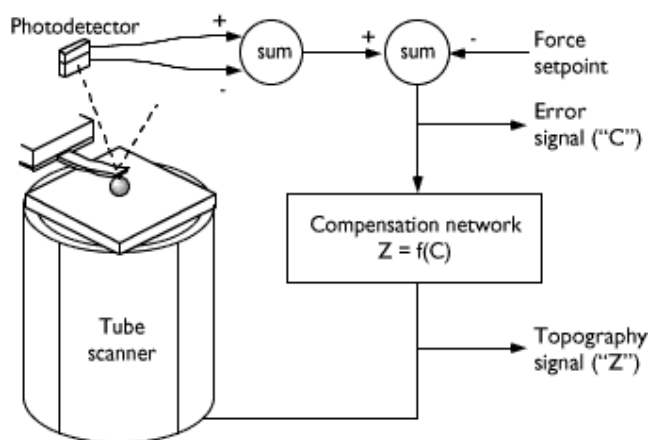 Photodetector
+
-
sum
+
sum
-
Force
setpoint
Error
signal ("C")
Compensation network
Z = f(C)
Tube
scanner
Topography
signal ("Z")